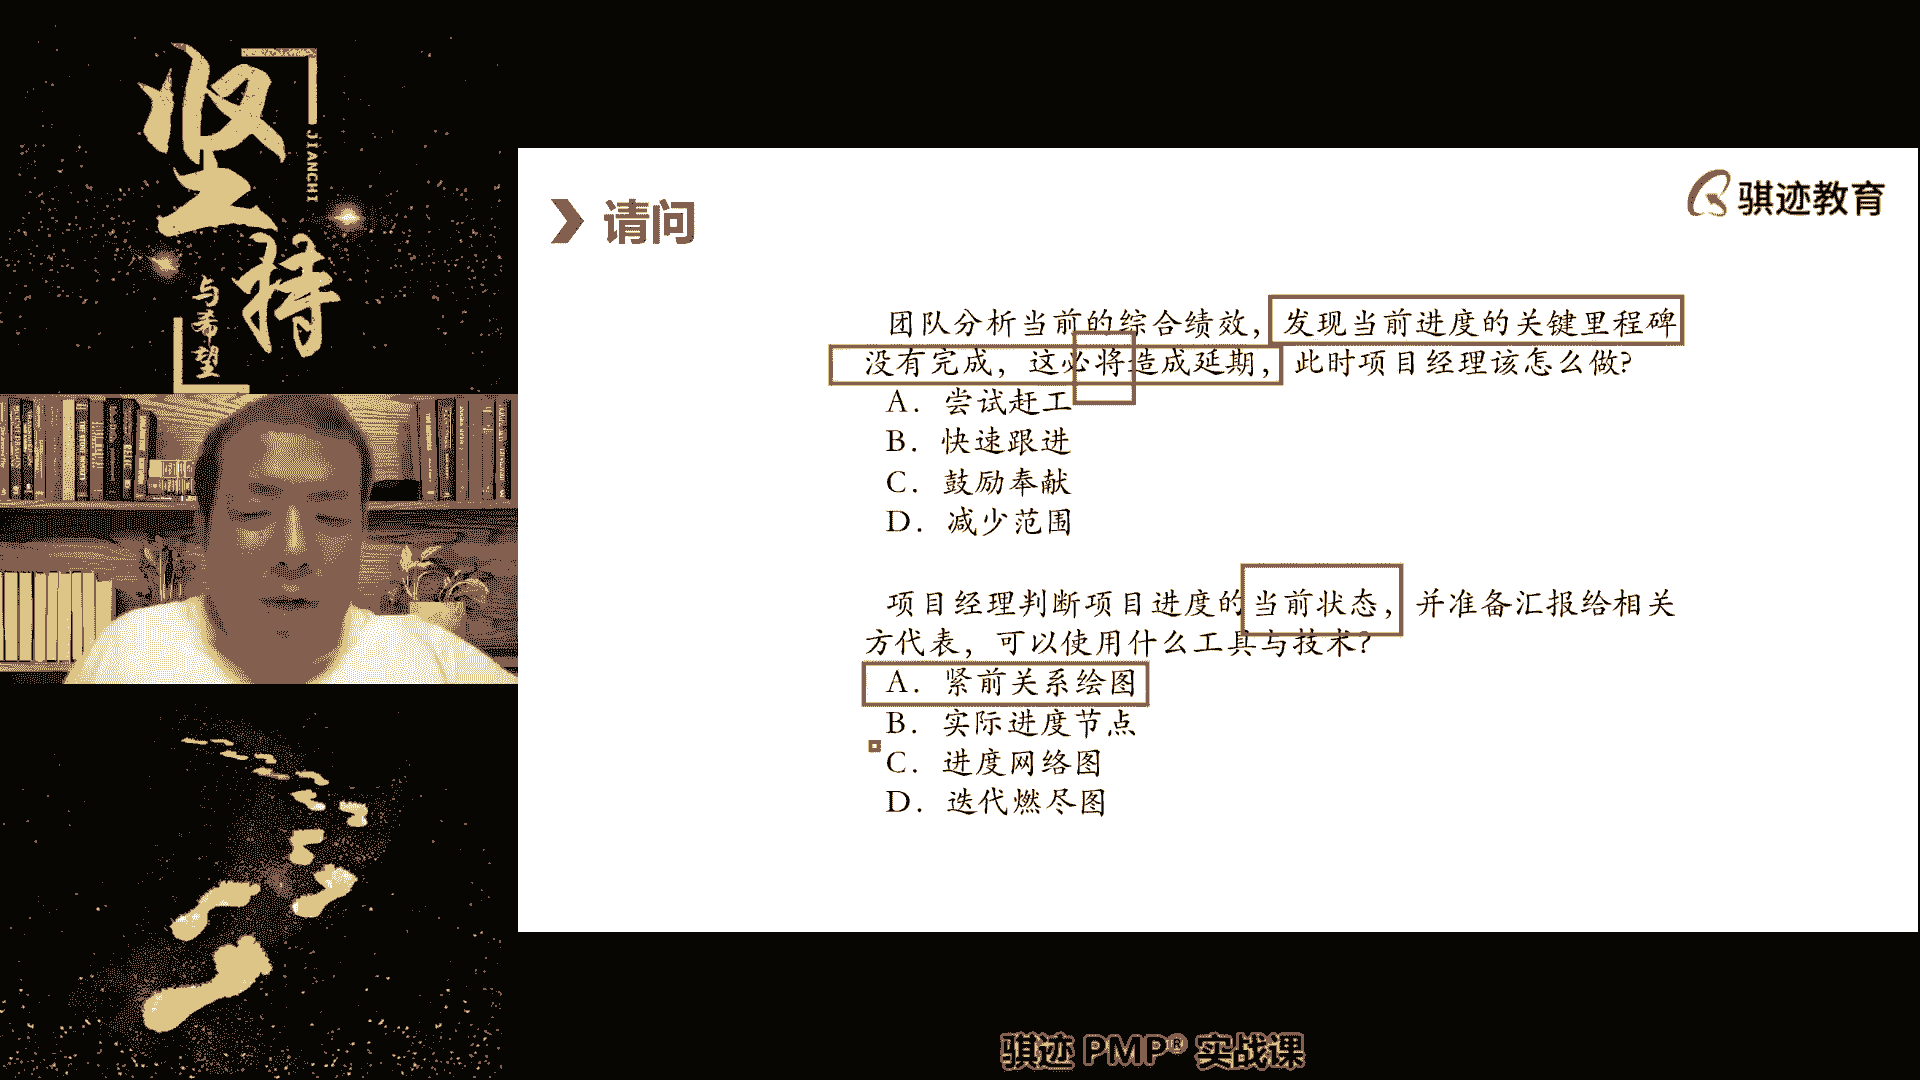 坚持
JIANCHI
与希望
骐迹教育
请问
团队分析当前的综合绩效，发现当前进度的关键里程碑
没有完成，这必将造成延期，此时项目经理该怎么做？
A．尝试赶工
B．快速跟进
C．鼓励奉献
D．减少范围
项目经理判断项目进度的当前状态，并准备汇报给相关
方代表，可以使用什么工具与技术？
A．紧前关系绘图
B．实际进度节点
C．进度网络图
D．迭代燃尽图
骐迹 PMP® 实战课